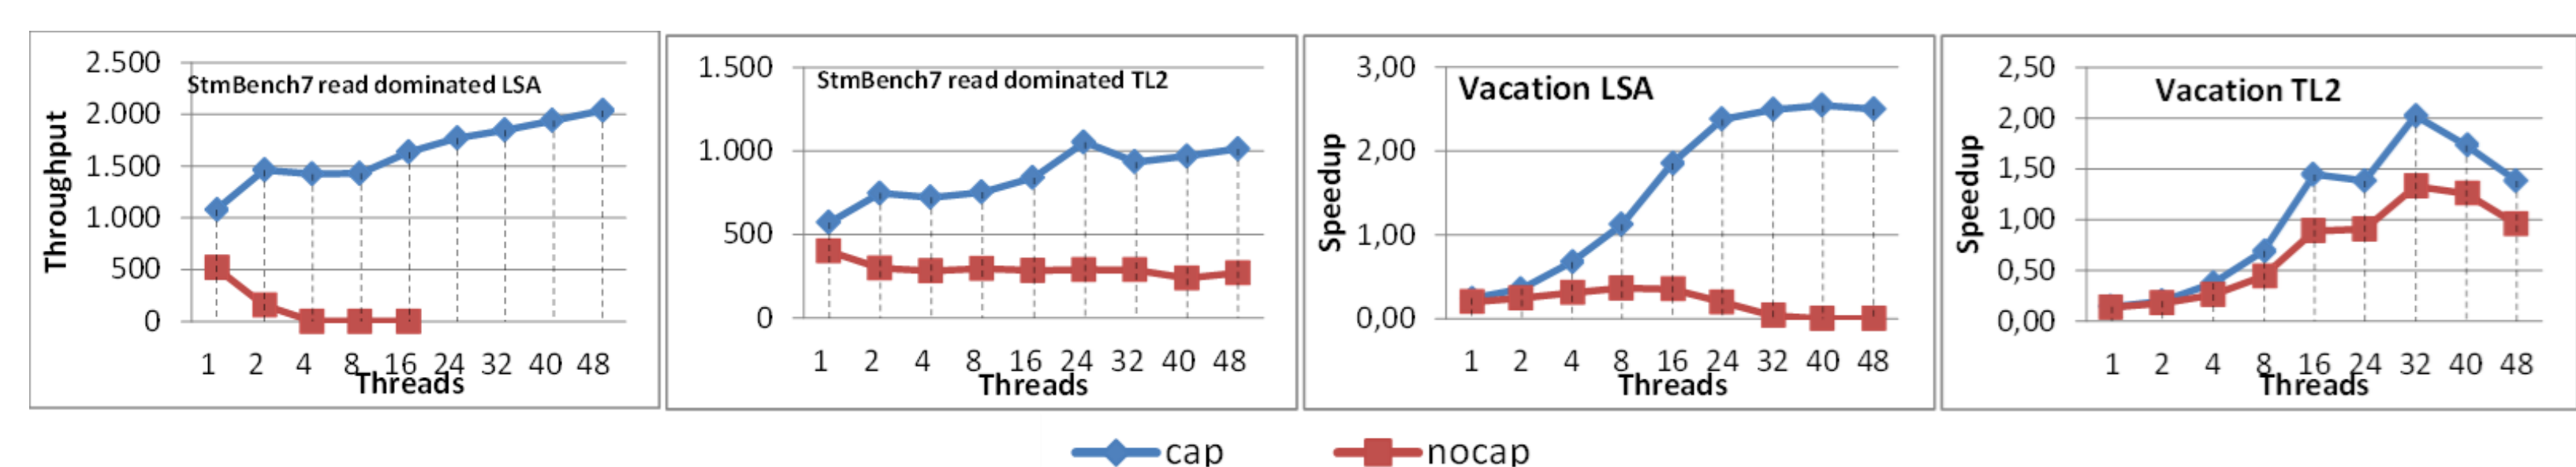 StmBench7 read dominated LSA
Throughput
2.500
2.000
1.500
1.000
500
0
1 2 4 8 16 24 32 40 48
Threads
StmBench7 read dominated TL2
1.500
1.000
500
0
1 2 4 8 16 24 32 40 48
Threads
Vacation LSA
Speedup
3,00
2,00
1,00
0,00
1 2 4 8 16 24 32 40 48
Threads
Vacation TL2
Speedup
2,50
2,00
1,50
1,00
0,50
0,00
1 2 4 8 16 24 32 40 48
Threads
cap nocap